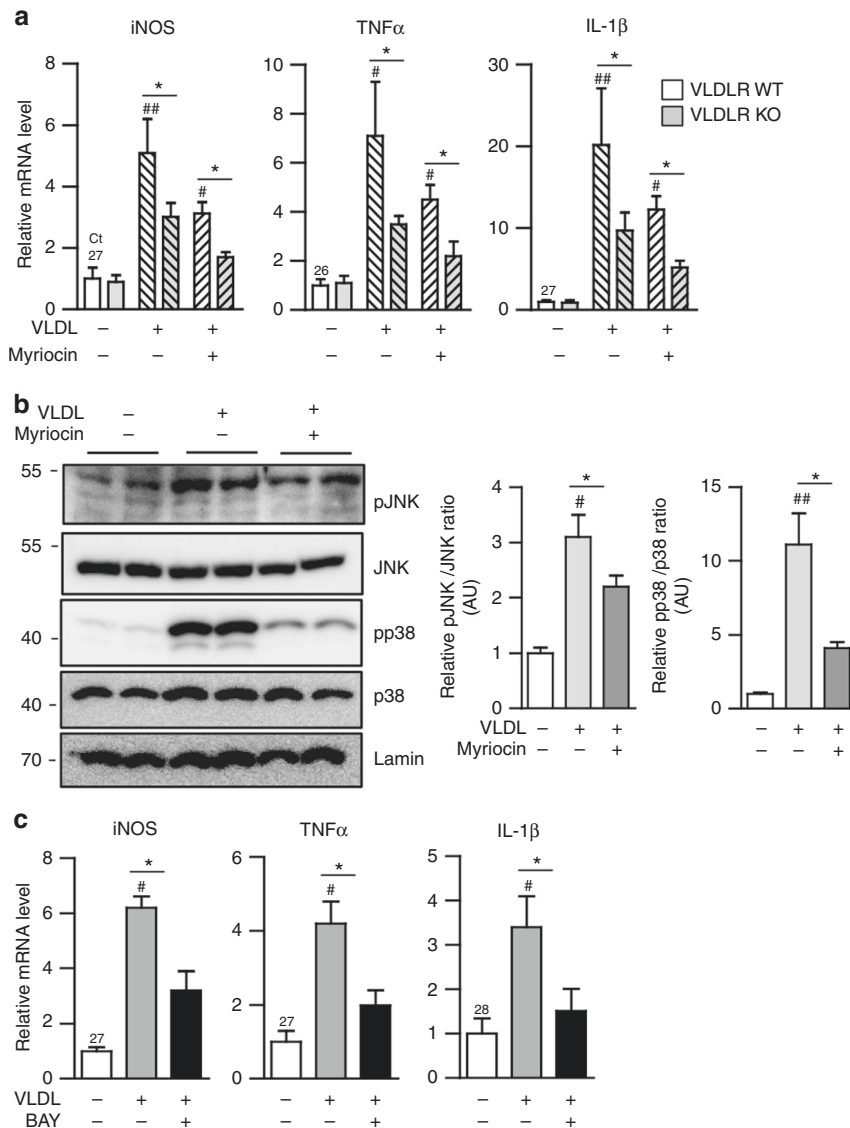 a
iNOS
TNFα
IL-1β
Relative mRNA level
8
6
4
2
0
Ct
27
##
*
#
*
10
8
6
4
2
0
26
#
*
#
*
30
20
10
0
27
##
*
#
*
VLDLR WT
VLDLR KO
VLDL – + + – + + – + +
Myriocin – – + – – + – – +
b
VLDL – + +
Myriocin – – +
55
pJNK
55
JNK
40
pp38
40
p38
70
Lamin
Relative pJNK /JNK ratio
(AU)
4
3
2
1
0
#
*
Relative pp38 /p38 ratio
(AU)
15
10
5
0
##
*
VLDL – + + – + +
Myriocin – – + – – +
c
iNOS
TNFα
IL-1β
Relative mRNA level
8
6
4
2
0
27
#
*
6
4
2
0
27
#
*
5
4
3
2
1
0
28
#
*
VLDL – + + – + + – + +
BAY – – + – – + – – +